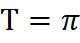 T = π